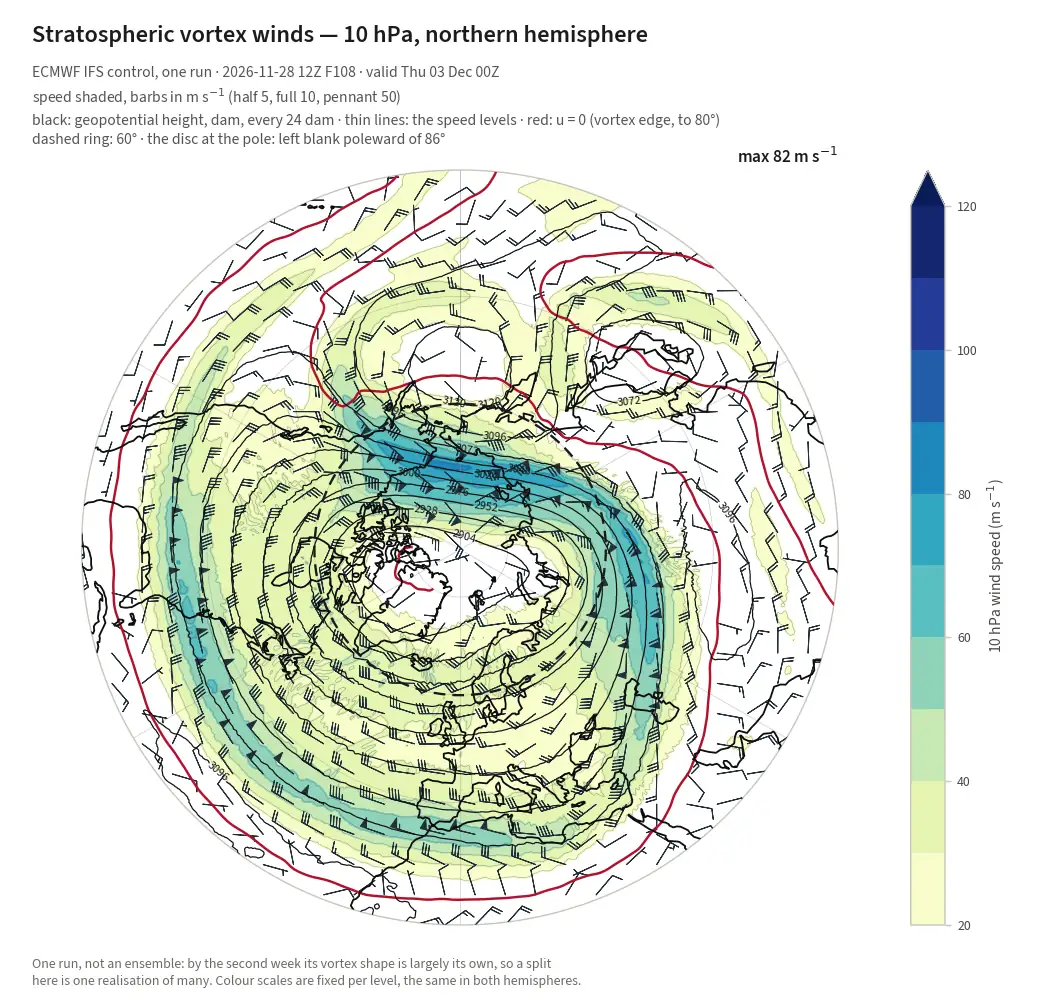 Stratospheric vortex winds — 10 hPa, northern hemisphere
ECMWF IFS control, one run · 2026-11-28 12Z F108 · valid Thu 03 Dec 00Z
speed shaded, barbs in m s⁻¹ (half 5, full 10, pennant 50)
black: geopotential height, dam, every 24 dam · thin lines: the speed levels · red: u = 0 (vortex edge, to 80°)
dashed ring: 60° · the disc at the pole: left blank poleward of 86°
max 82 m s⁻¹
120
100
80
60
40
20
10 hPa wind speed (m s⁻¹)
3072
3120
3096
2952
2928
2904
3096
3096
One run, not an ensemble: by the second week its vortex shape is largely its own, so a split
here is one realisation of many. Colour scales are fixed per level, the same in both hemispheres.